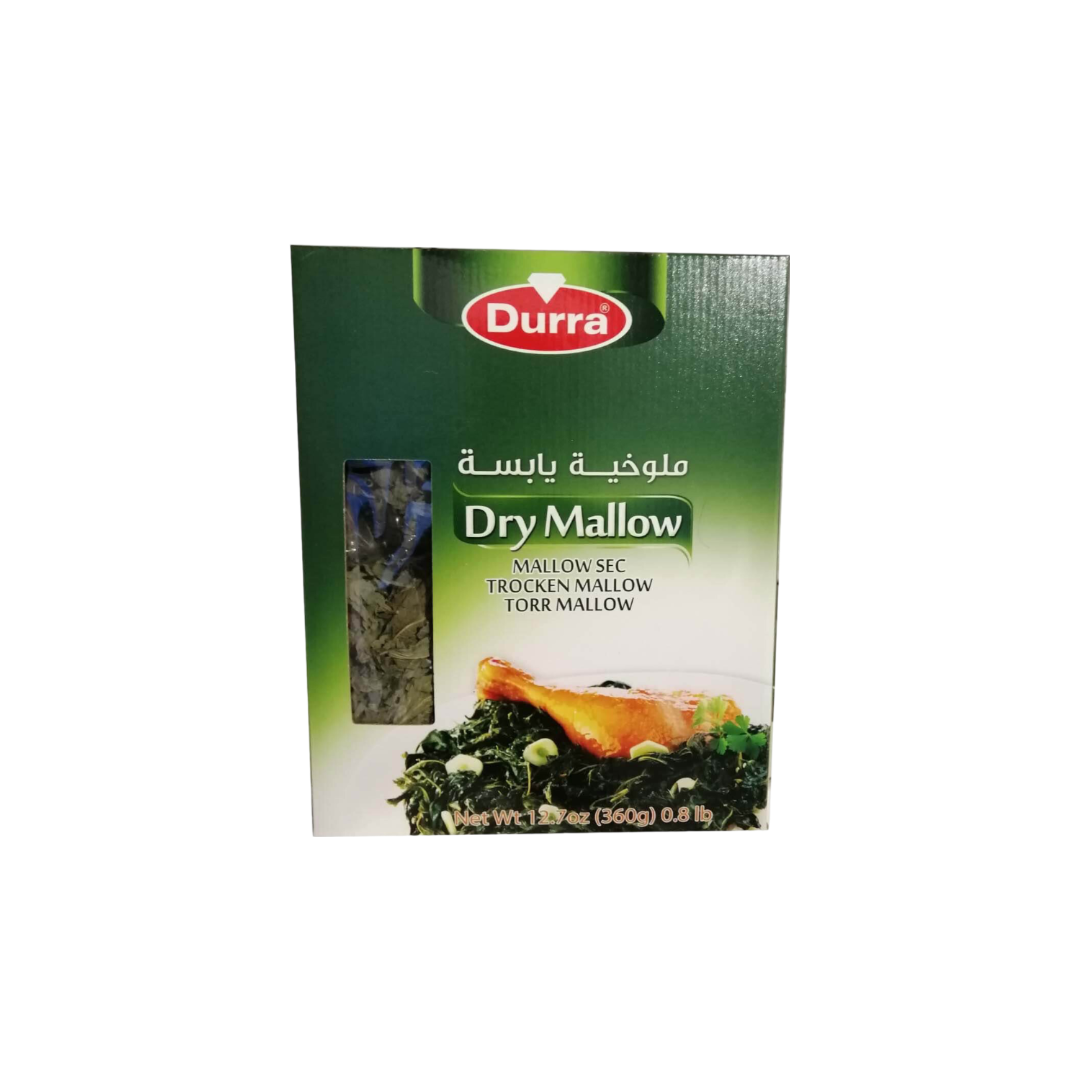 Durra®
ملوخية يابسة
Dry Mallow
MALLOW SEC
TROCKEN MALLOW
TORR MALLOW
Net Wt 12.7oz (360g) 0.8 lb